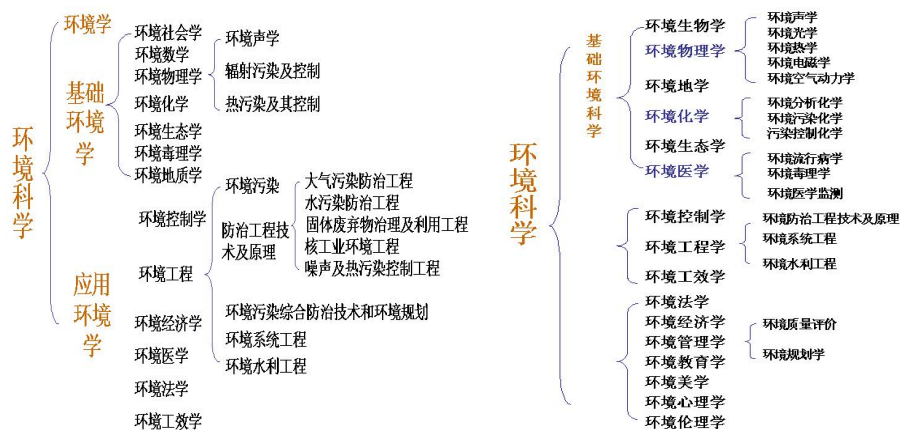 环境科学
环境学
基础
环境
学
环境社会学
环境数学
环境物理学
环境声学
辐射污染及控制
热污染及其控制
环境化学
环境生态学
环境毒理学
环境地质学
应用
环境
学
环境控制学
环境工程
环境污染
防治工程技
术及原理
大气污染防治工程
水污染防治工程
固体废弃物治理及利用工程
核工业环境工程
噪声及热污染控制工程
环境污染综合防治技术和环境规划
环境系统工程
环境水利工程
环境经济学
环境医学
环境法学
环境工效学
环境科学
基础环境科学
环境生物学
环境物理学
环境声学
环境光学
环境热学
环境电磁学
环境空气动力学
环境地学
环境化学
环境分析化学
环境污染化学
污染控制化学
环境生态学
环境医学
环境流行病学
环境毒理学
环境医学监测
环境控制学
环境工程学
环境防治工程技术及原理
环境系统工程
环境水利工程
环境工效学
环境法学
环境经济学
环境管理学
环境质量评价
环境规划学
环境教育学
环境美学
环境心理学
环境伦理学